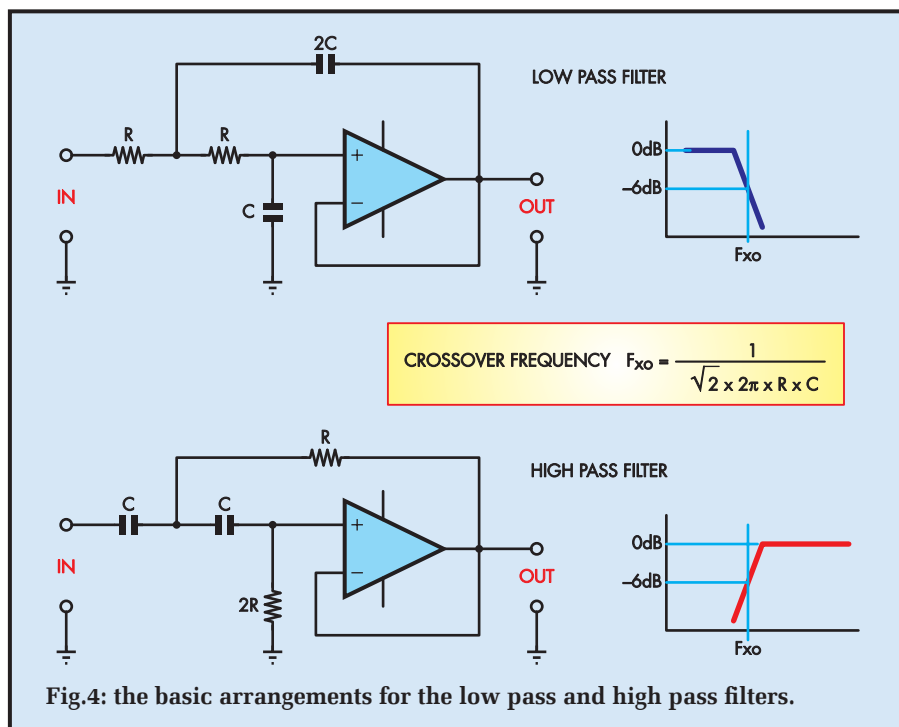 2C
LOW PASS FILTER
R
R
0dB
+
–6dB
IN
C
–
OUT
Fxo
CROSSOVER FREQUENCY Fxo = 1 / √2 x 2π x R x C
R
HIGH PASS FILTER
C
C
0dB
+
IN
–
OUT
–6dB
2R
Fxo
Fig.4: the basic arrangements for the low pass and high pass filters.